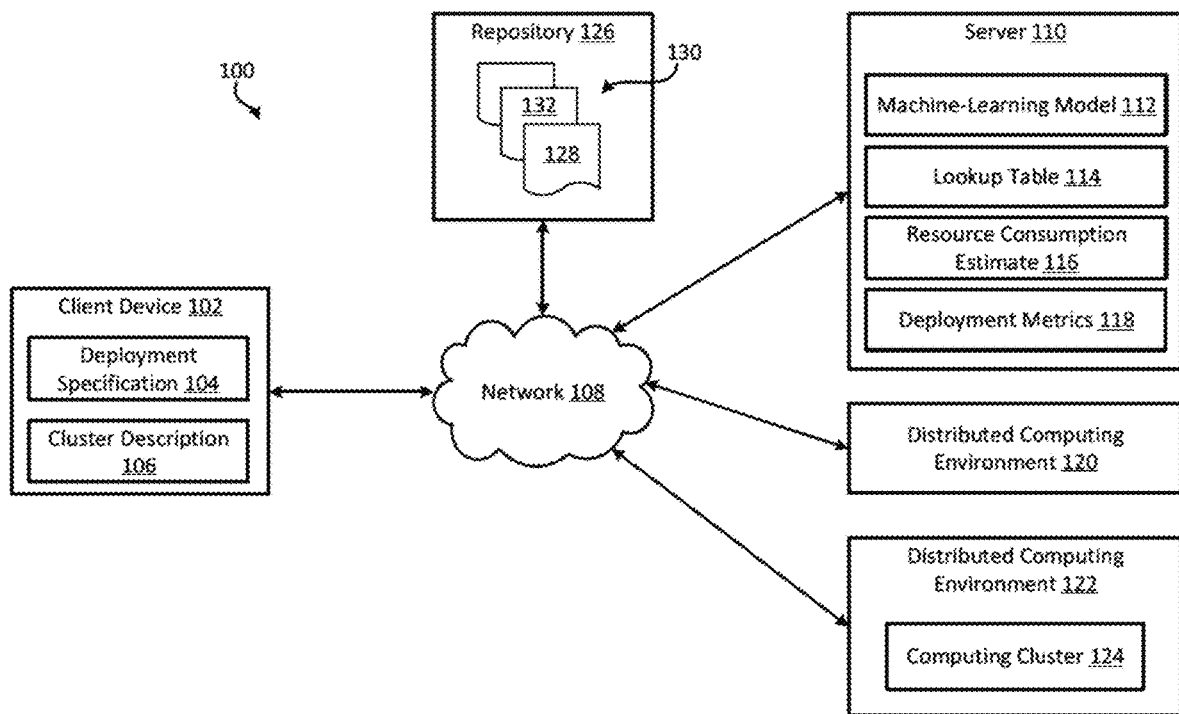 100
Repository 126
130
132
128
Client Device 102
Deployment
Specification 104
Cluster Description
106
Network 108
Server 110
Machine-Learning Model 112
Lookup Table 114
Resource Consumption
Estimate 116
Deployment Metrics 118
Distributed Computing
Environment 120
Distributed Computing
Environment 122
Computing Cluster 124